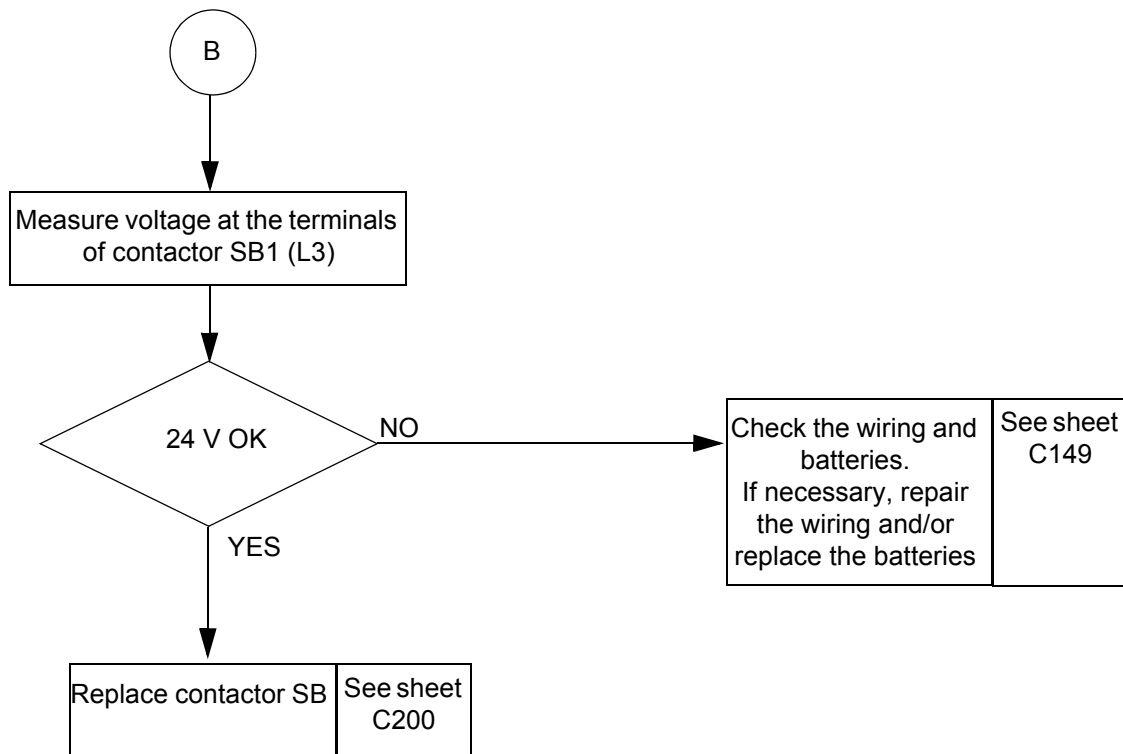 B
Measure voltage at the terminals
of contactor SB1 (L3)
24 V OK
NO
Check the wiring and
batteries.
If necessary, repair
the wiring and/or
replace the batteries
See sheet
C149
YES
Replace contactor SB
See sheet
C200